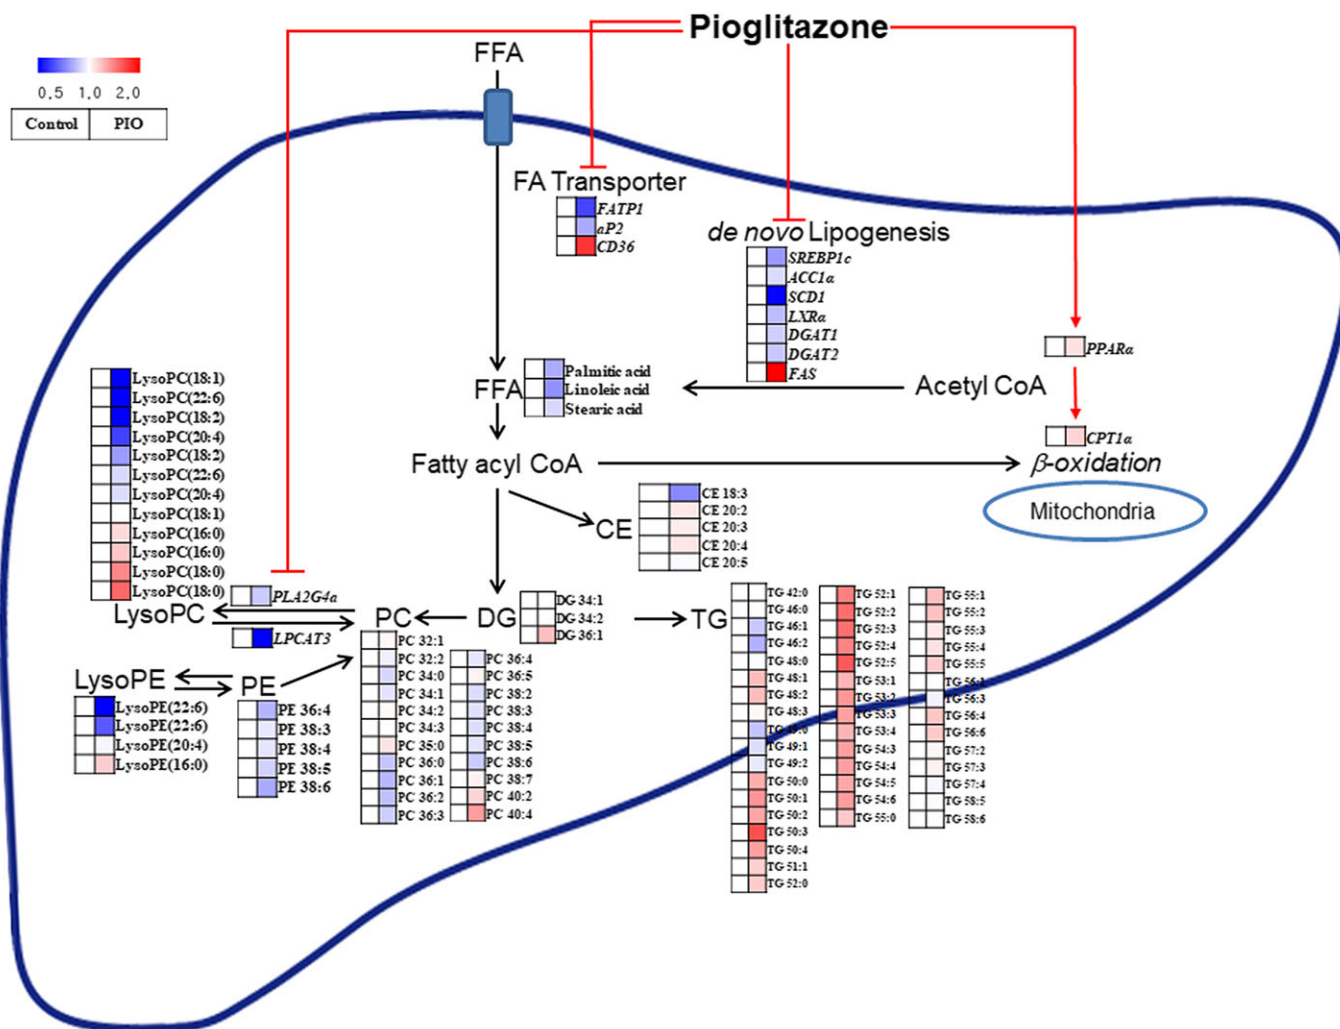 Pioglitazone
FFA
0.5 1.0 2.0
Control PIO
FA Transporter
FATP1
aP2
CD36
de novo Lipogenesis
SREBP1c
ACC1α
SCD1
LXRα
DGAT1
DGAT2
FAS
PPARα
Acetyl CoA
FFA
Palmitic acid
Linoleic acid
Stearic acid
CPT1α
β-oxidation
Mitochondria
Fatty acyl CoA
LysoPC(18:1)
LysoPC(22:6)
LysoPC(18:2)
LysoPC(20:4)
LysoPC(18:2)
LysoPC(22:6)
LysoPC(20:4)
LysoPC(18:1)
LysoPC(16:0)
LysoPC(16:0)
LysoPC(18:0)
LysoPC(18:0)
CE
CE 18:3
CE 20:2
CE 20:3
CE 20:4
CE 20:5
LysoPC
PLA2G4a
LPCAT3
PC
DG
DG 34:1
DG 34:2
DG 36:1
TG
LysoPE
PE
LysoPE(22:6)
LysoPE(22:6)
LysoPE(20:4)
LysoPE(16:0)
PE 36:4
PE 38:3
PE 38:4
PE 38:5
PE 38:6
PC 32:1
PC 32:2
PC 34:0
PC 34:1
PC 34:2
PC 34:3
PC 35:0
PC 36:0
PC 36:1
PC 36:2
PC 36:3
PC 36:4
PC 36:5
PC 38:2
PC 38:3
PC 38:4
PC 38:5
PC 38:6
PC 38:7
PC 40:2
PC 40:4
TG 42:0
TG 46:0
TG 46:1
TG 46:2
TG 48:0
TG 48:1
TG 48:2
TG 48:3
TG 49:0
TG 49:1
TG 49:2
TG 50:0
TG 50:1
TG 50:2
TG 50:3
TG 50:4
TG 51:1
TG 52:0
TG 52:1
TG 52:2
TG 52:3
TG 52:4
TG 52:5
TG 53:1
TG 53:2
TG 53:3
TG 53:4
TG 54:3
TG 54:4
TG 54:5
TG 54:6
TG 55:0
TG 55:1
TG 55:2
TG 55:3
TG 55:4
TG 55:5
TG 56:1
TG 56:3
TG 56:4
TG 56:6
TG 57:2
TG 57:3
TG 57:4
TG 58:5
TG 58:6